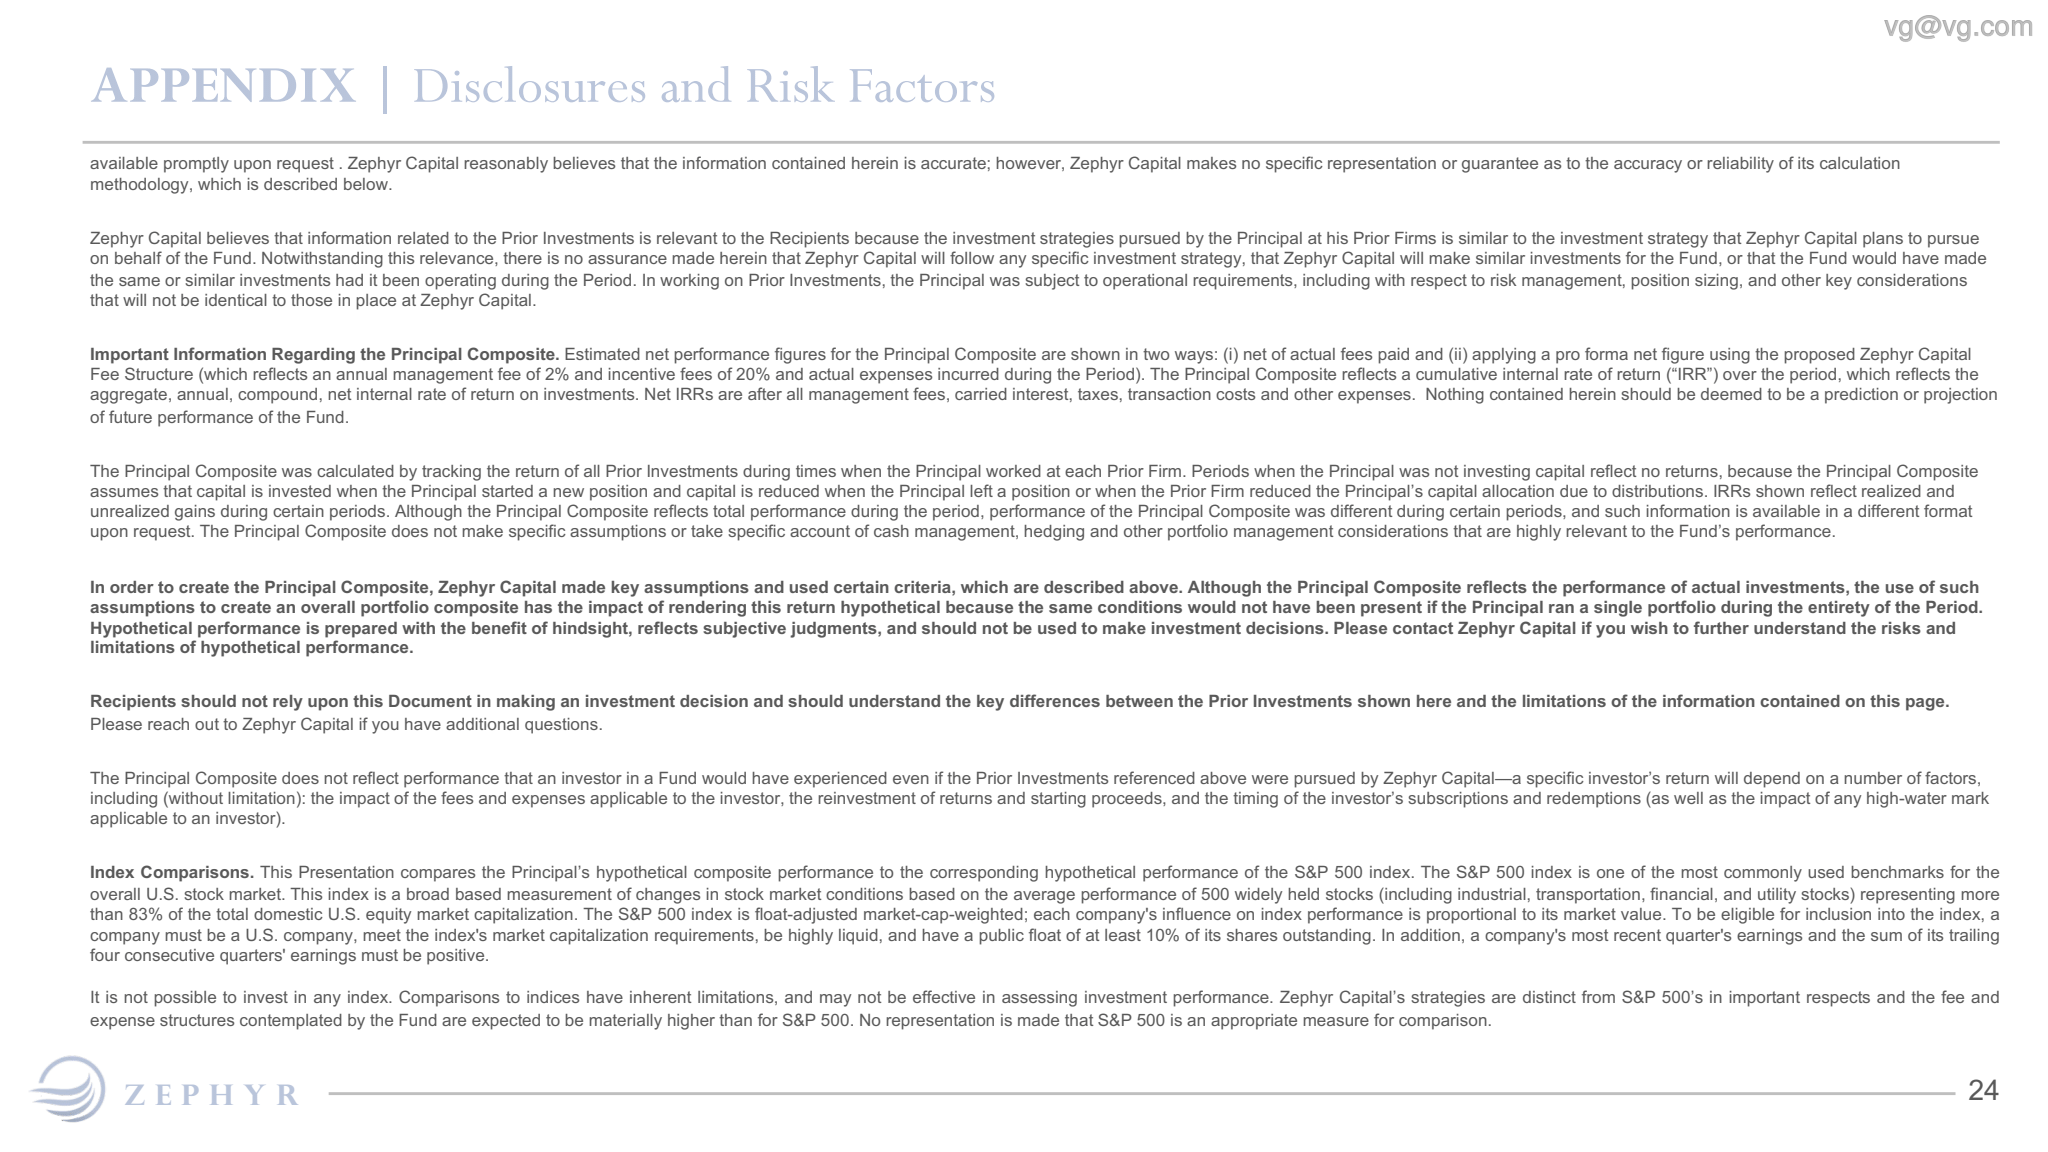 vg@vg.com
APPENDIX | Disclosures and Risk Factors
available promptly upon request . Zephyr Capital reasonably believes that the information contained herein is accurate; however, Zephyr Capital makes no specific representation or guarantee as to the accuracy or reliability of its calculation
methodology, which is described below.
Zephyr Capital believes that information related to the Prior Investments is relevant to the Recipients because the investment strategies pursued by the Principal at his Prior Firms is similar to the investment strategy that Zephyr Capital plans to pursue
on behalf of the Fund. Notwithstanding this relevance, there is no assurance made herein that Zephyr Capital will follow any specific investment strategy, that Zephyr Capital will make similar investments for the Fund, or that the Fund would have made
the same or similar investments had it been operating during the Period. In working on Prior Investments, the Principal was subject to operational requirements, including with respect to risk management, position sizing, and other key considerations
that will not be identical to those in place at Zephyr Capital.
Important Information Regarding the Principal Composite. Estimated net performance figures for the Principal Composite are shown in two ways: (i) net of actual fees paid and (ii) applying a pro forma net figure using the proposed Zephyr Capital
Fee Structure (which reflects an annual management fee of 2% and incentive fees of 20% and actual expenses incurred during the Period). The Principal Composite reflects a cumulative internal rate of return (“IRR”) over the period, which reflects the
aggregate, annual, compound, net internal rate of return on investments. Net IRRs are after all management fees, carried interest, taxes, transaction costs and other expenses. Nothing contained herein should be deemed to be a prediction or projection
of future performance of the Fund.
The Principal Composite was calculated by tracking the return of all Prior Investments during times when the Principal worked at each Prior Firm. Periods when the Principal was not investing capital reflect no returns, because the Principal Composite
assumes that capital is invested when the Principal started a new position and capital is reduced when the Principal left a position or when the Prior Firm reduced the Principal’s capital allocation due to distributions. IRRs shown reflect realized and
unrealized gains during certain periods. Although the Principal Composite reflects total performance during the period, performance of the Principal Composite was different during certain periods, and such information is available in a different format
upon request. The Principal Composite does not make specific assumptions or take specific account of cash management, hedging and other portfolio management considerations that are highly relevant to the Fund’s performance.
In order to create the Principal Composite, Zephyr Capital made key assumptions and used certain criteria, which are described above. Although the Principal Composite reflects the performance of actual investments, the use of such
assumptions to create an overall portfolio composite has the impact of rendering this return hypothetical because the same conditions would not have been present if the Principal ran a single portfolio during the entirety of the Period.
Hypothetical performance is prepared with the benefit of hindsight, reflects subjective judgments, and should not be used to make investment decisions. Please contact Zephyr Capital if you wish to further understand the risks and
limitations of hypothetical performance.
Recipients should not rely upon this Document in making an investment decision and should understand the key differences between the Prior Investments shown here and the limitations of the information contained on this page.
Please reach out to Zephyr Capital if you have additional questions.
The Principal Composite does not reflect performance that an investor in a Fund would have experienced even if the Prior Investments referenced above were pursued by Zephyr Capital—a specific investor’s return will depend on a number of factors,
including (without limitation): the impact of the fees and expenses applicable to the investor, the reinvestment of returns and starting proceeds, and the timing of the investor’s subscriptions and redemptions (as well as the impact of any high-water mark
applicable to an investor).
Index Comparisons. This Presentation compares the Principal’s hypothetical composite performance to the corresponding hypothetical performance of the S&P 500 index. The S&P 500 index is one of the most commonly used benchmarks for the
overall U.S. stock market. This index is a broad based measurement of changes in stock market conditions based on the average performance of 500 widely held stocks (including industrial, transportation, financial, and utility stocks) representing more
than 83% of the total domestic U.S. equity market capitalization. The S&P 500 index is float-adjusted market-cap-weighted; each company's influence on index performance is proportional to its market value. To be eligible for inclusion into the index, a
company must be a U.S. company, meet the index's market capitalization requirements, be highly liquid, and have a public float of at least 10% of its shares outstanding. In addition, a company's most recent quarter's earnings and the sum of its trailing
four consecutive quarters' earnings must be positive.
It is not possible to invest in any index. Comparisons to indices have inherent limitations, and may not be effective in assessing investment performance. Zephyr Capital’s strategies are distinct from S&P 500’s in important respects and the fee and
expense structures contemplated by the Fund are expected to be materially higher than for S&P 500. No representation is made that S&P 500 is an appropriate measure for comparison.
ZEPHYR
24